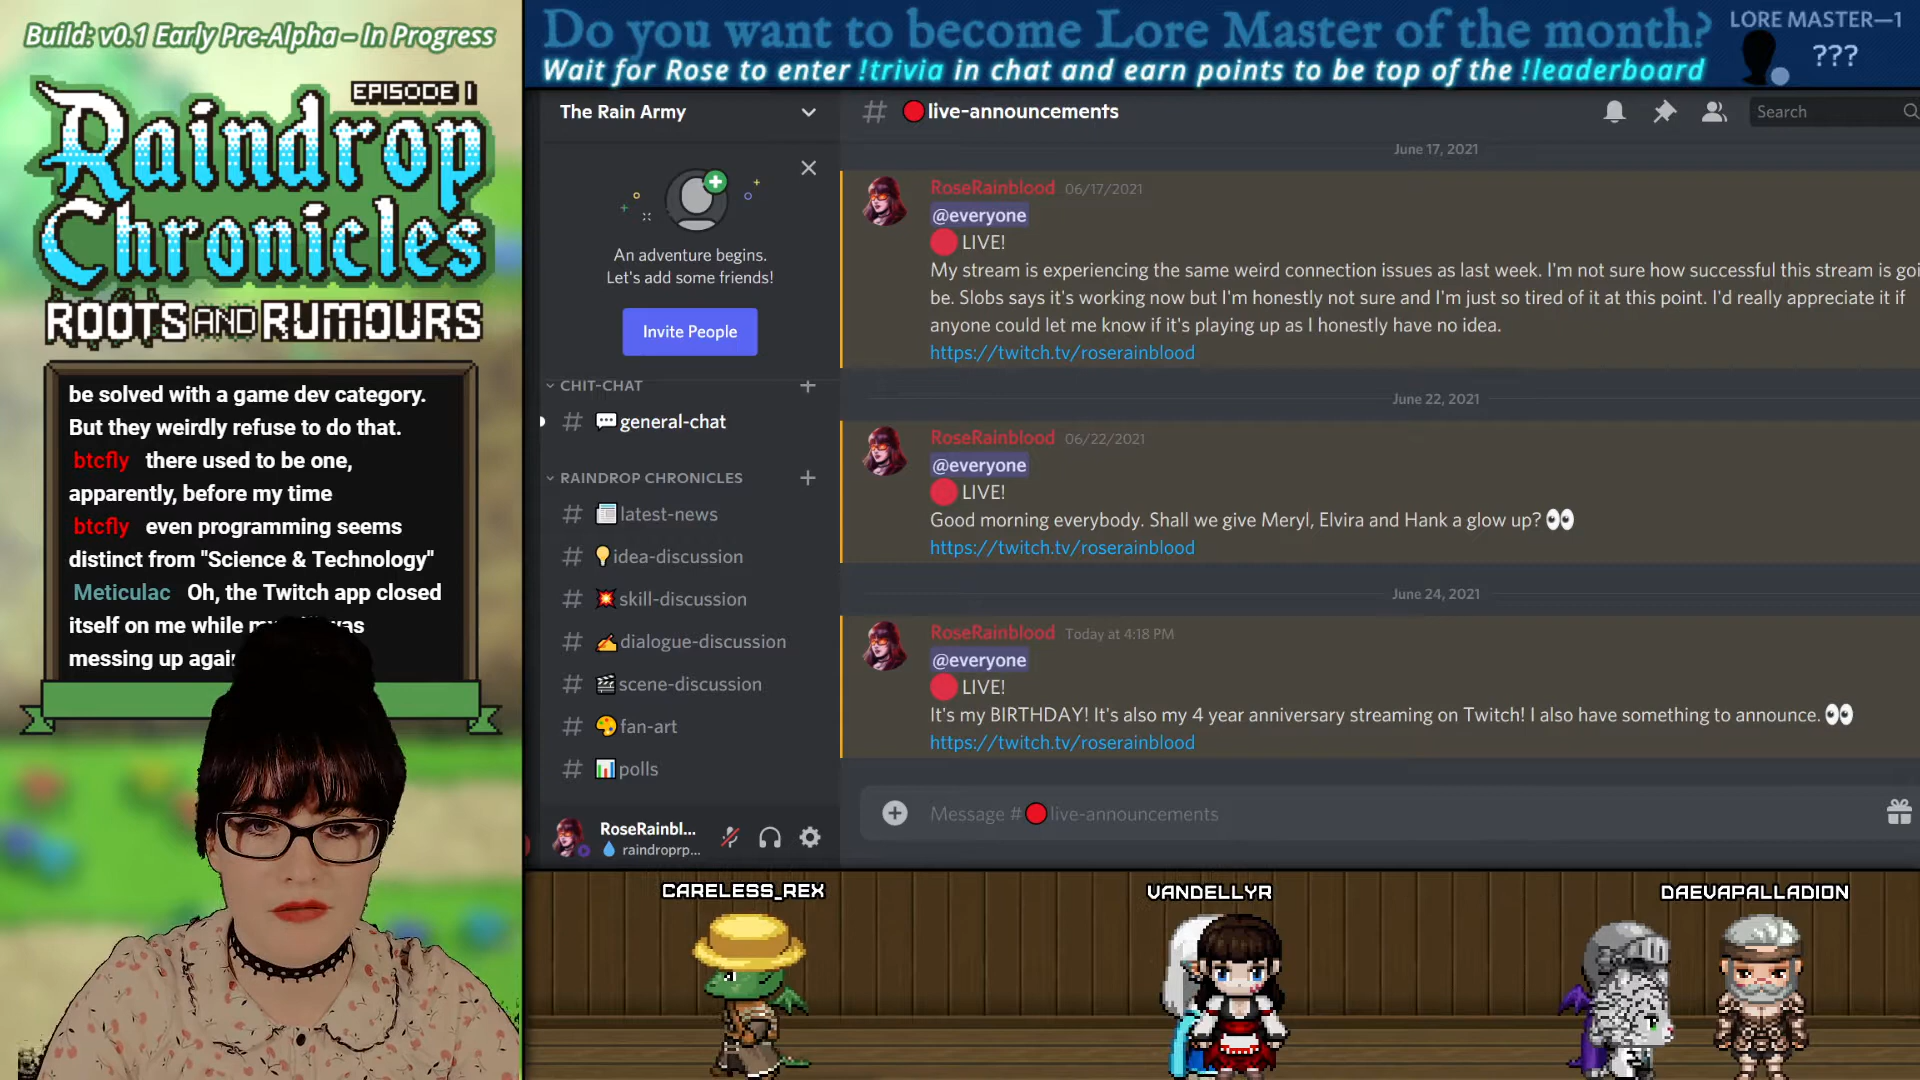 Build: v0.1 Early Pre-Alpha – In Progress
EPISODE I
Raindrop
Chronicles
ROOTS AND RUMOURS
be solved with a game dev category.
But they weirdly refuse to do that.
btcfly there used to be one,
apparently, before my time
btcfly even programming seems
distinct from "Science & Technology"
Meticulac Oh, the Twitch app closed
itself on me while was
messing up again
Do you want to become Lore Master of the month?
Wait for Rose to enter !trivia in chat and earn points to be top of the !leaderboard
LORE MASTER—1
???
The Rain Army
An adventure begins.
Let's add some friends!
Invite People
CHIT-CHAT
# general-chat
RAINDROP CHRONICLES
# latest-news
# idea-discussion
# skill-discussion
# dialogue-discussion
# scene-discussion
# fan-art
# polls
RoseRainbl...
raindroprp...
# live-announcements
Search
June 17, 2021
RoseRainblood 06/17/2021
@everyone
LIVE!
My stream is experiencing the same weird connection issues as last week. I'm not sure how successful this stream is goi
be. Slobs says it's working now but I'm honestly not sure and I'm just so tired of it at this point. I'd really appreciate it if
anyone could let me know if it's playing up as I honestly have no idea.
https://twitch.tv/roserainblood
June 22, 2021
RoseRainblood 06/22/2021
@everyone
LIVE!
Good morning everybody. Shall we give Meryl, Elvira and Hank a glow up? 👀
https://twitch.tv/roserainblood
June 24, 2021
RoseRainblood Today at 4:18 PM
@everyone
LIVE!
It's my BIRTHDAY! It's also my 4 year anniversary streaming on Twitch! I also have something to announce. 👀
https://twitch.tv/roserainblood
Message # live-announcements
CARELESS_REX
VANDELLYR
DAEVAPALLADION